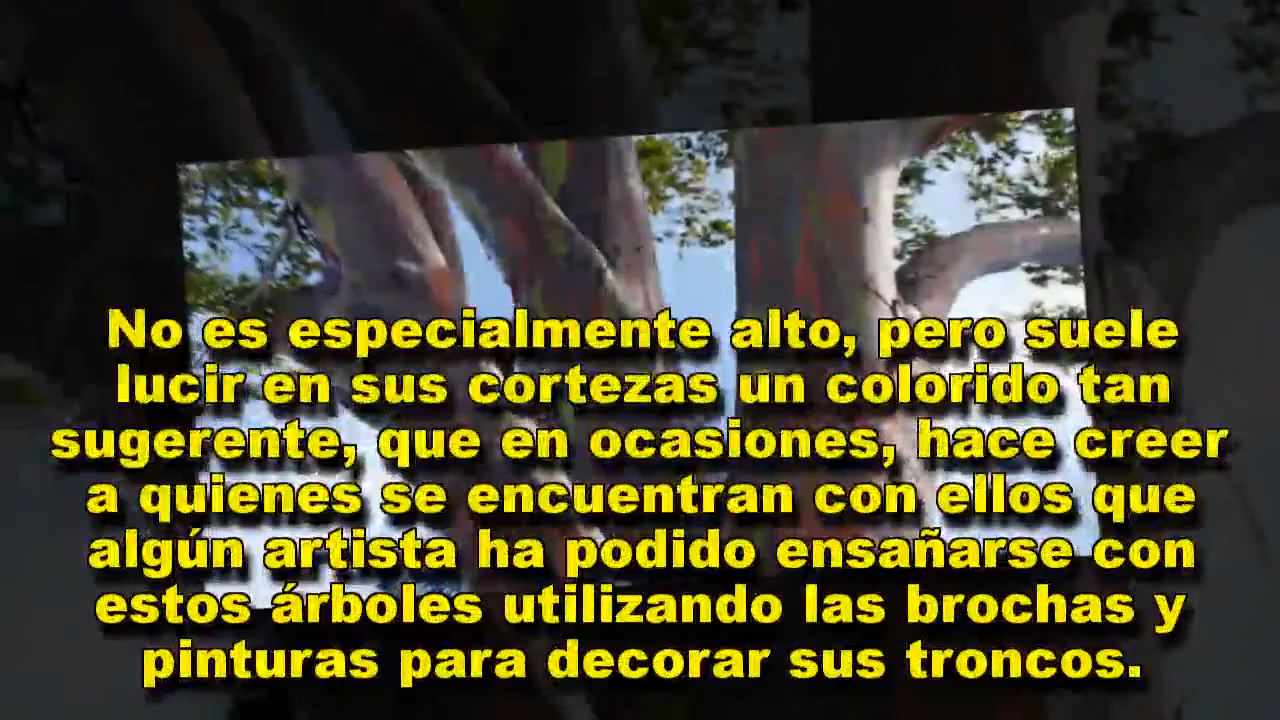 No es especialmente alto, pero suele
lucir en sus cortezas un colorido tan
sugerente, que en ocasiones, hace creer
a quienes se encuentran con ellos que
algún artista ha podido ensañarse con
estos árboles utilizando las brochas y
pinturas para decorar sus troncos.